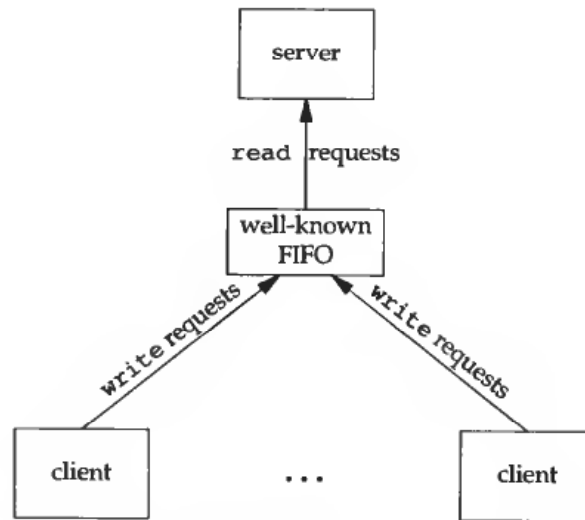 server
read requests
well-known
FIFO
write requests
write requests
client
...
client